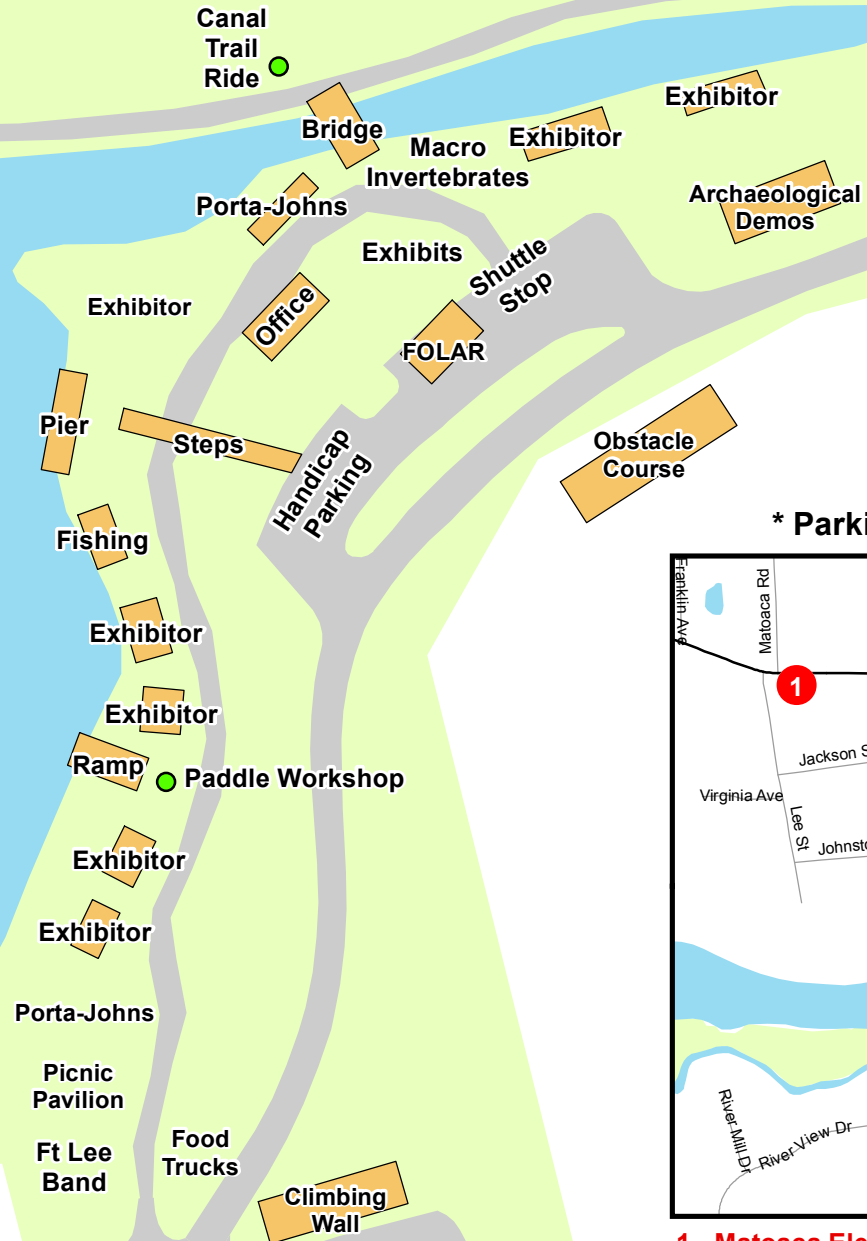 Canal
Trail
Ride
Bridge
Macro
Invertebrates
Exhibitor
Exhibitor
Archaeological
Demos
Porta-Johns
Exhibits
Shuttle
Stop
Exhibitor
Office
FOLAR
Pier
Steps
Handicap
Parking
Obstacle
Course
Fishing
Exhibitor
Exhibitor
Ramp
Paddle Workshop
Exhibitor
Exhibitor
Porta-Johns
Picnic
Pavilion
Ft Lee
Band
Food
Trucks
Climbing
Wall
* Parki
Franklin Ave
Matoaca Rd
1
Jackson S
Virginia Ave
Lee St
Johnsto
River Mill Dr
River View Dr
1 Matoaca Ele